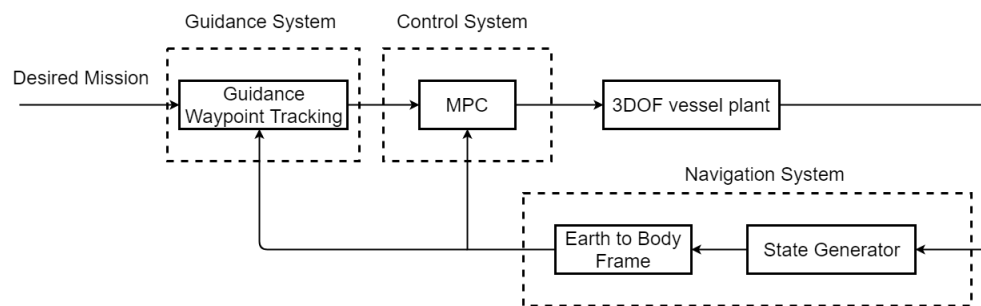 Guidance System
Control System
Desired Mission
Guidance
Waypoint Tracking
MPC
3DOF vessel plant
Navigation System
Earth to Body
Frame
State Generator